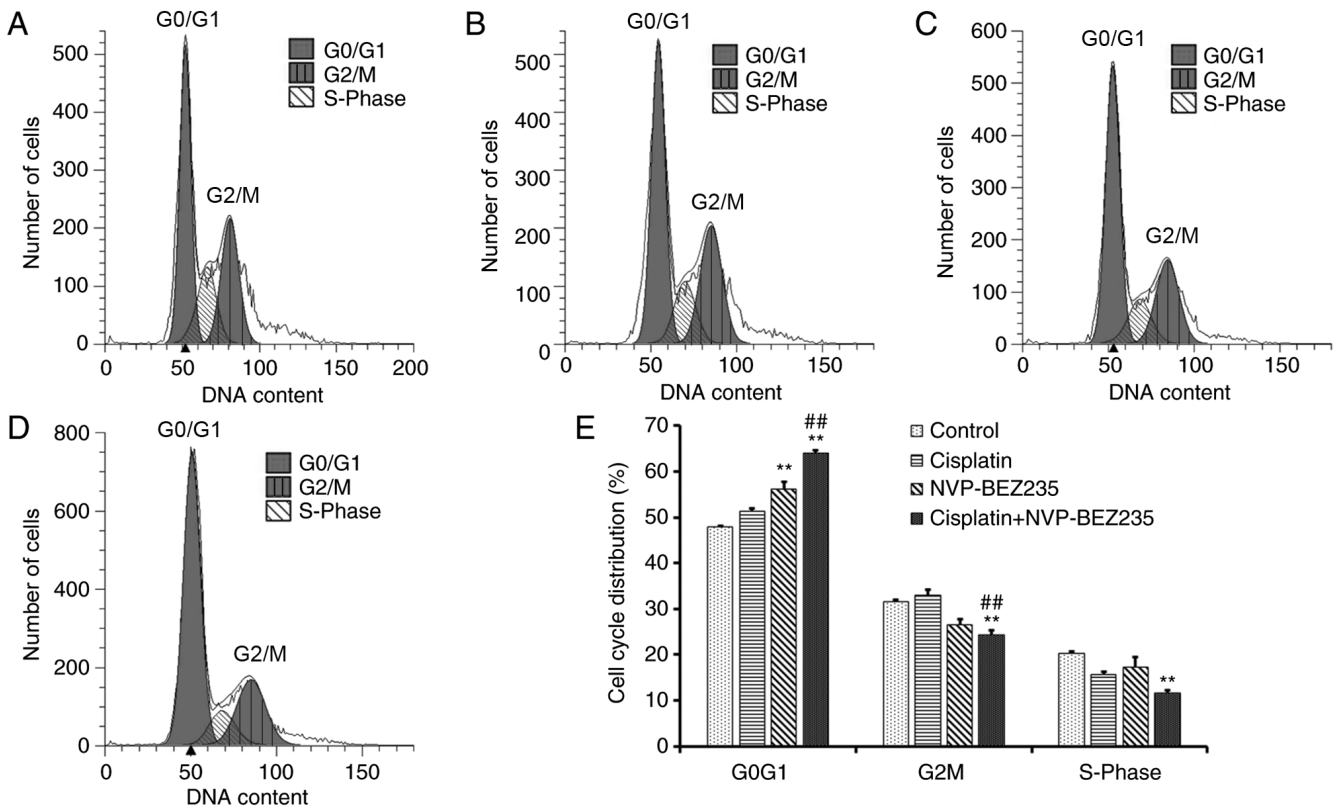 A
G0/G1
G0/G1
G2/M
S-Phase
G2/M
Number of cells
500
400
300
200
100
0
0 50 100 150 200
DNA content
B
G0/G1
G0/G1
G2/M
S-Phase
G2/M
Number of cells
500
400
300
200
100
0
0 50 100 150
DNA content
C
G0/G1
G0/G1
G2/M
S-Phase
G2/M
Number of cells
600
500
400
300
200
100
0
0 50 100 150
DNA content
D
G0/G1
G0/G1
G2/M
S-Phase
G2/M
Number of cells
800
600
400
200
0
0 50 100 150
DNA content
E
Cell cycle distribution (%)
70
60
50
40
30
20
10
0
**
##
**
##
**
**
Control
Cisplatin
NVP-BEZ235
Cisplatin+NVP-BEZ235
G0G1 G2M S-Phase